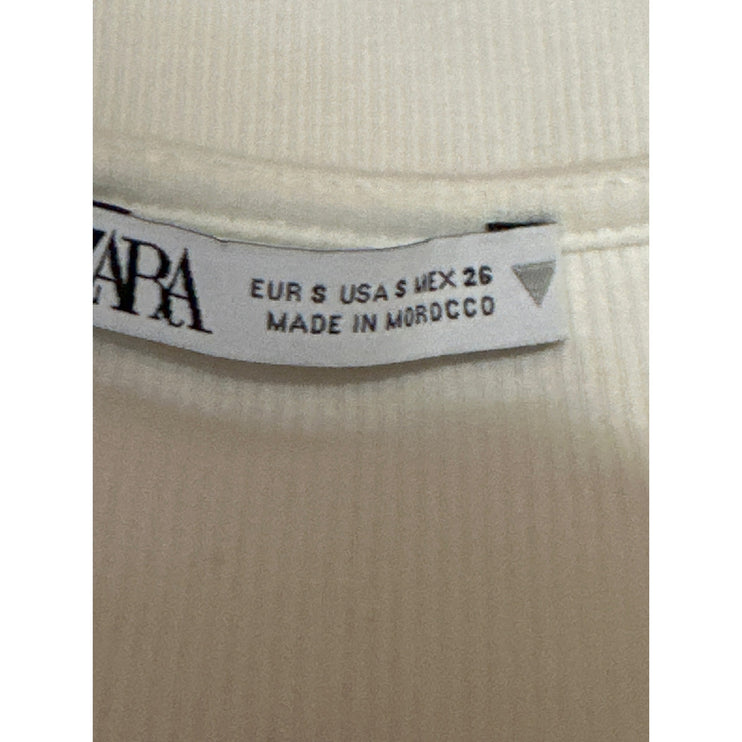 ZARA
EUR S USA S MEX 26
MADE IN MOROCCO